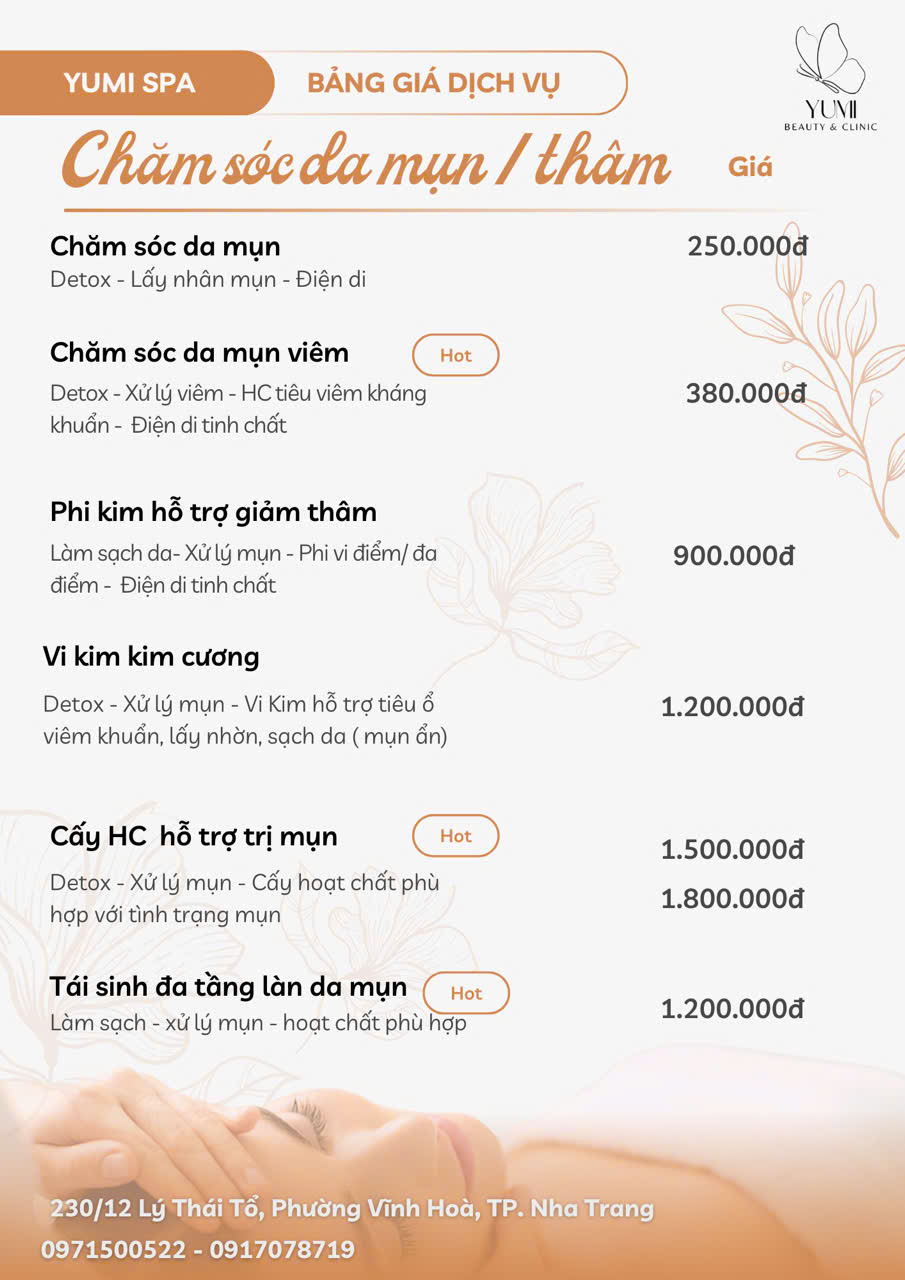 YUMI SPA
BẢNG GIÁ DỊCH VỤ
YUMI
BEAUTY & CLINIC
Chăm sóc da mụn / thâm
Giá
Chăm sóc da mụn
250.000đ
Detox - Lấy nhân mụn - Điện di
Chăm sóc da mụn viêm
Hot
Detox - Xử lý viêm - HC tiêu viêm kháng
380.000đ
khuẩn - Điện di tinh chất
Phi kim hỗ trợ giảm thâm
Làm sạch da- Xử lý mụn - Phi vi điểm/ đa
900.000đ
điểm - Điện di tinh chất
Vi kim kim cương
Detox - Xử lý mụn - Vi Kim hỗ trợ tiêu ổ
1.200.000đ
viêm khuẩn, lấy nhờn, sạch da ( mụn ẩn)
Cấy HC hỗ trợ trị mụn
Hot
1.500.000đ
Detox - Xử lý mụn - Cấy hoạt chất phù
1.800.000đ
hợp với tình trạng mụn
Tái sinh đa tầng làn da mụn
Hot
1.200.000đ
Làm sạch - xử lý mụn - hoạt chất phù hợp
230/12 Lý Thái Tổ, Phường Vĩnh Hoà, TP. Nha Trang
0971500522 - 0917078719